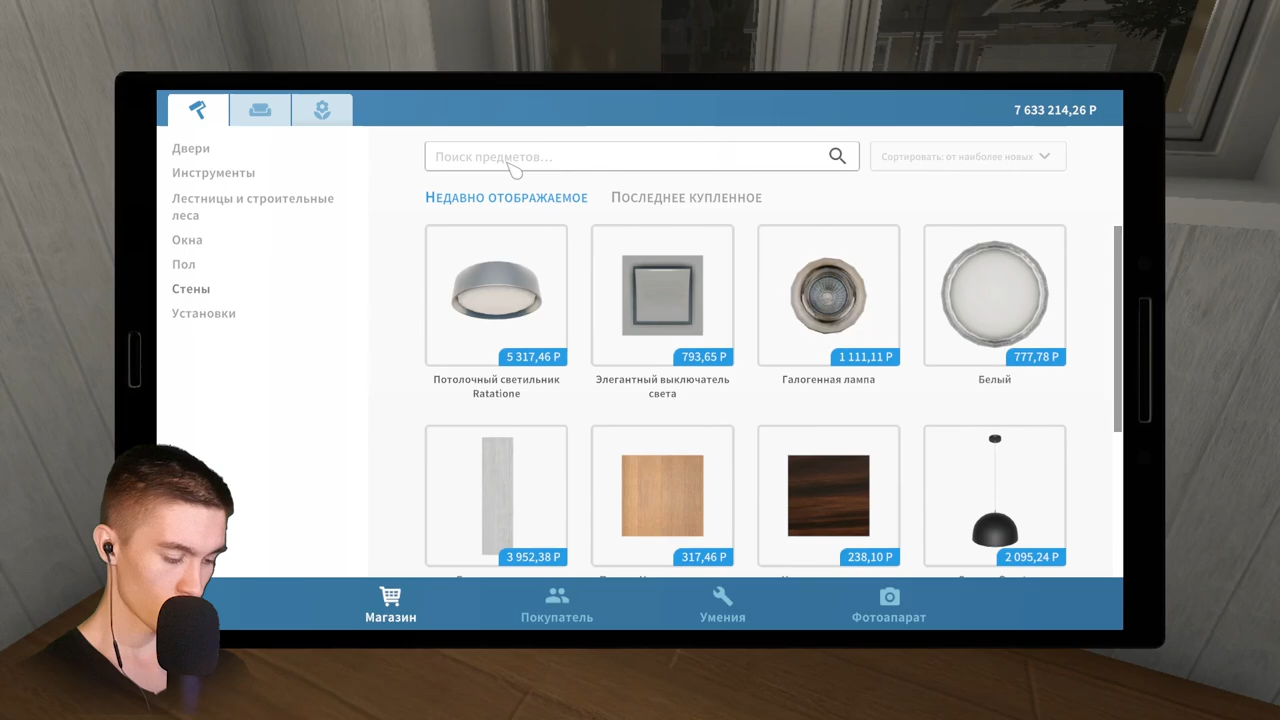 7 633 214,26 Р
Двери
Инструменты
Лестницы и строительные
леса
Окна
Пол
Стены
Установки
Поиск предметов...
Сортировать: от наиболее новых
Недавно отображаемое
Последнее купленное
5 317,46 Р
793,65 Р
1 111,11 Р
777,78 Р
Потолочный светильник
Ratatione
Элегантный выключатель
света
Галогенная лампа
Белый
3 952,38 Р
317,46 Р
238,10 Р
2 095,24 Р
Магазин
Покупатель
Умения
Фотоапарат